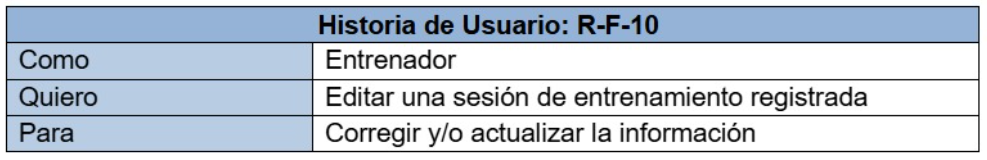 Historia de Usuario: R-F-10
Como Entrenador
Quiero Editar una sesión de entrenamiento registrada
Para Corregir y/o actualizar la información